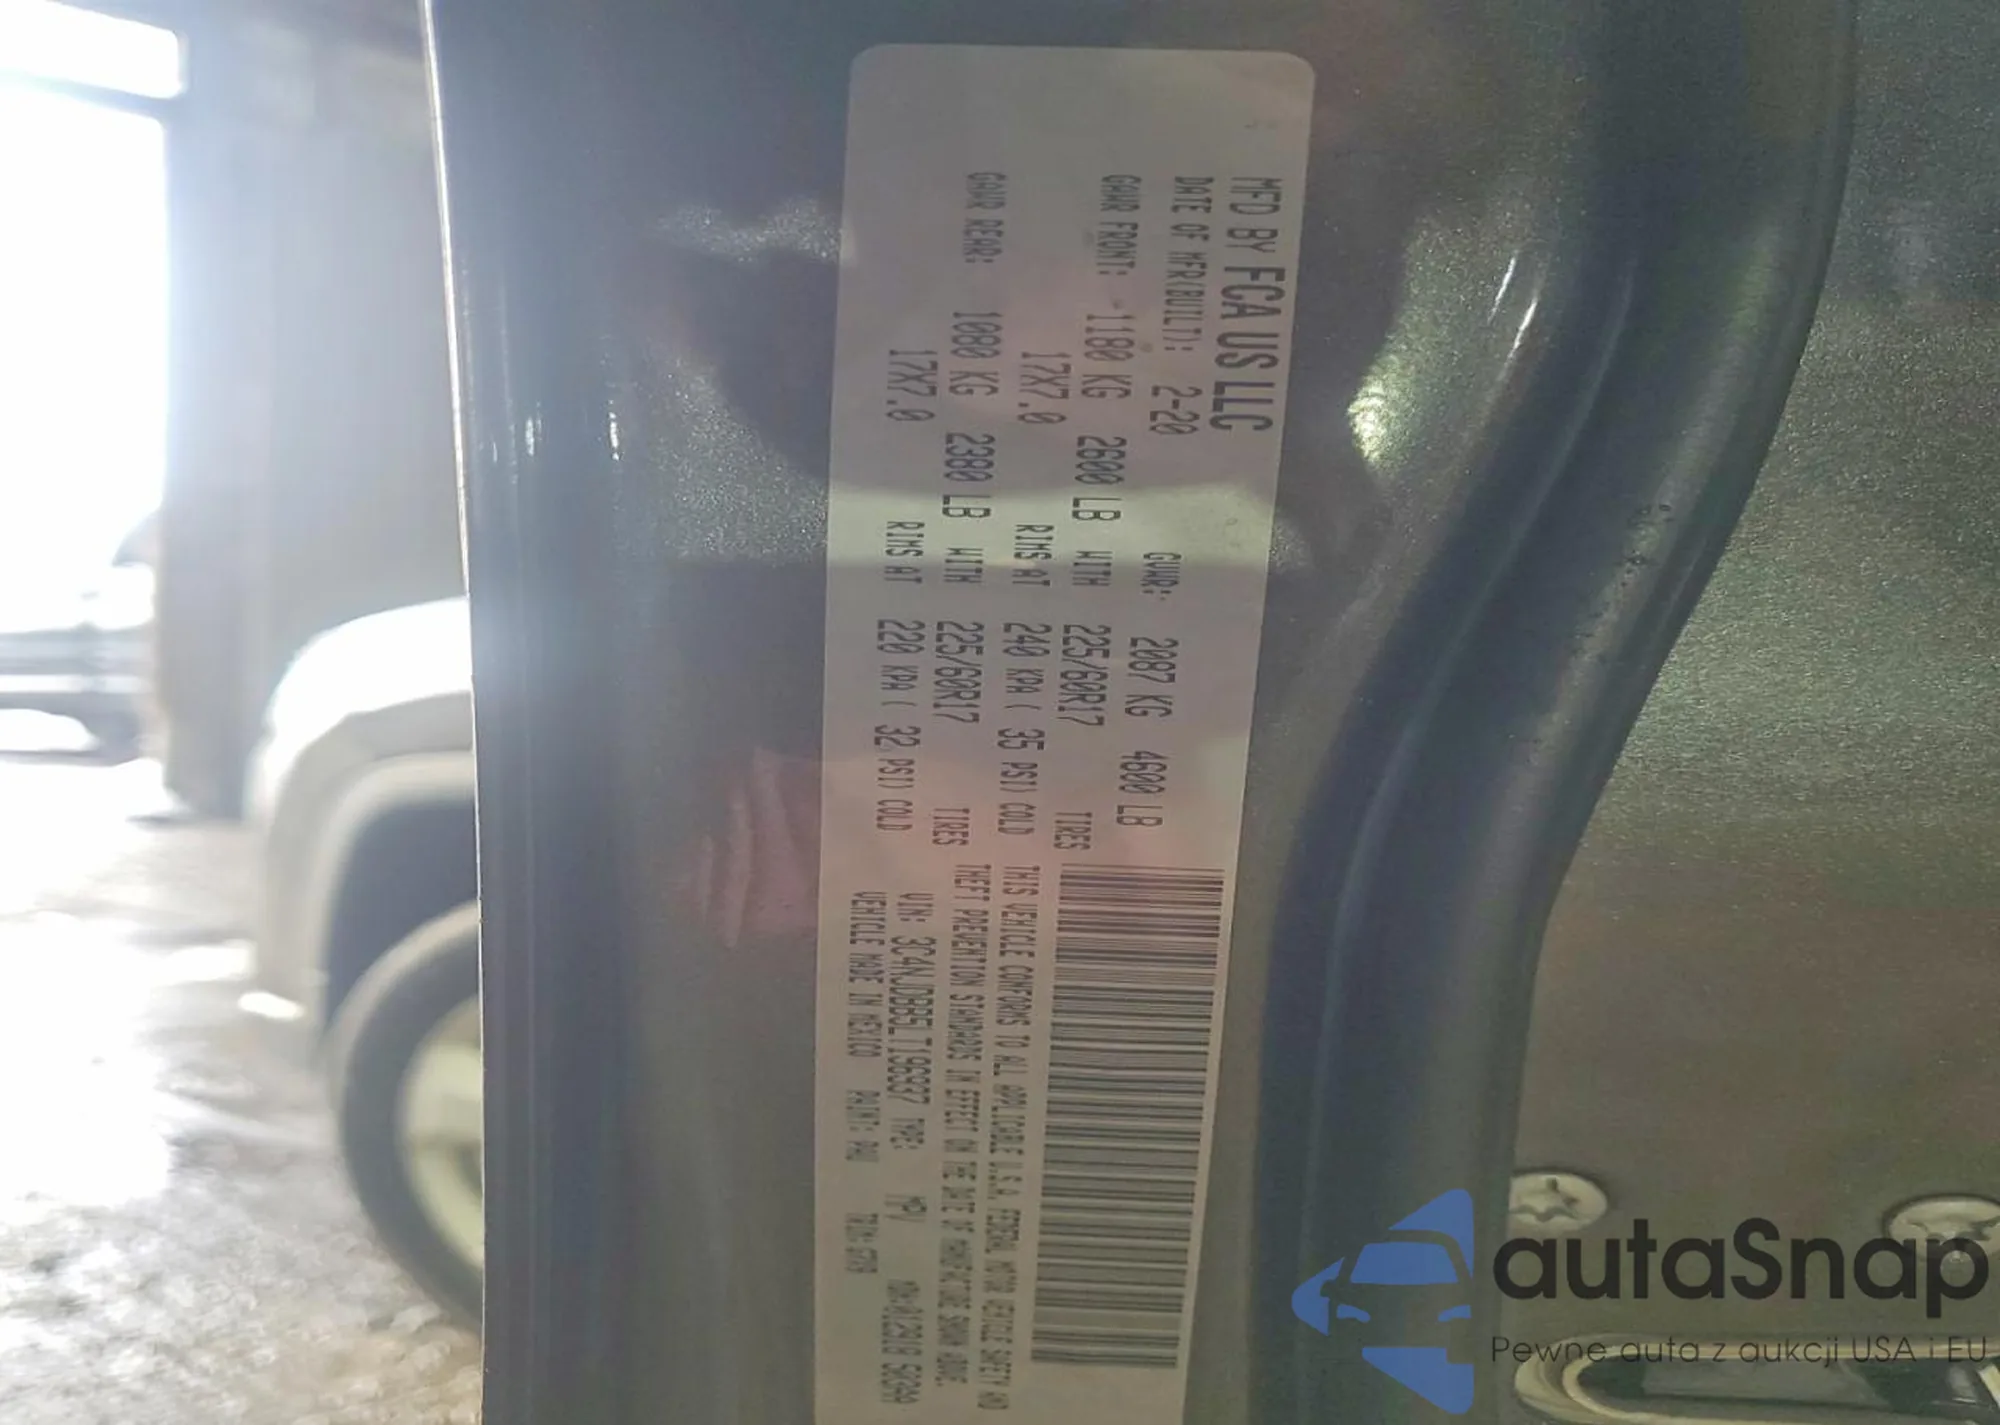 MFD BY FCA US LLC
DATE OF MFR(BUILT): 2-20 GVWR: 2087 KG 4600 LB
GAWR FRONT: 1180 KG 2600 LB WITH 225/60R17 TIRES
17X7.0 RIMS AT 240 KPA ( 35 PSI) COLD
GAWR REAR: 1080 KG 2380 LB WITH 225/60R17 TIRES
17X7.0 RIMS AT 220 KPA ( 32 PSI) COLD
THIS VEHICLE CONFORMS TO ALL APPLICABLE U.S.A. FEDERAL MOTOR VEHICLE SAFETY AND
THEFT PREVENTION STANDARDS IN EFFECT ON THE DATE OF MANUFACTURE SHOWN ABOVE.
VIN: 3C4NJDBB5LT196937 TYPE: MPV
VEHICLE MADE IN MEXICO PAINT: PAU
autaSnap
Pewne auta z aukcji USA i EU